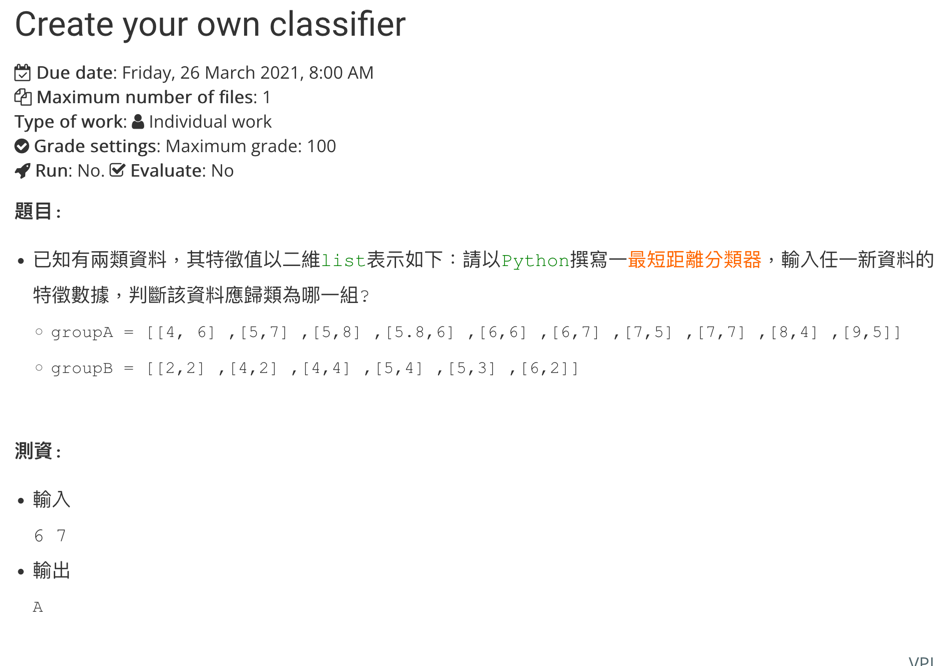 Create your own classifier
Due date: Friday, 26 March 2021, 8:00 AM
Maximum number of files: 1
Type of work: Individual work
Grade settings: Maximum grade: 100
Run: No. Evaluate: No
題目:
• 已知有兩類資料，其特徵值以二維list表示如下：請以Python撰寫一最短距離分類器，輸入任一新資料的
特徵數據，判斷該資料應歸類為哪一組?
○ groupA = [[4, 6] ,[5,7] ,[5,8] ,[5.8,6] ,[6,6] ,[6,7] ,[7,5] ,[7,7] ,[8,4] ,[9,5]]
○ groupB = [[2,2] ,[4,2] ,[4,4] ,[5,4] ,[5,3] ,[6,2]]
測資:
• 輸入
6 7
• 輸出
A
VPL